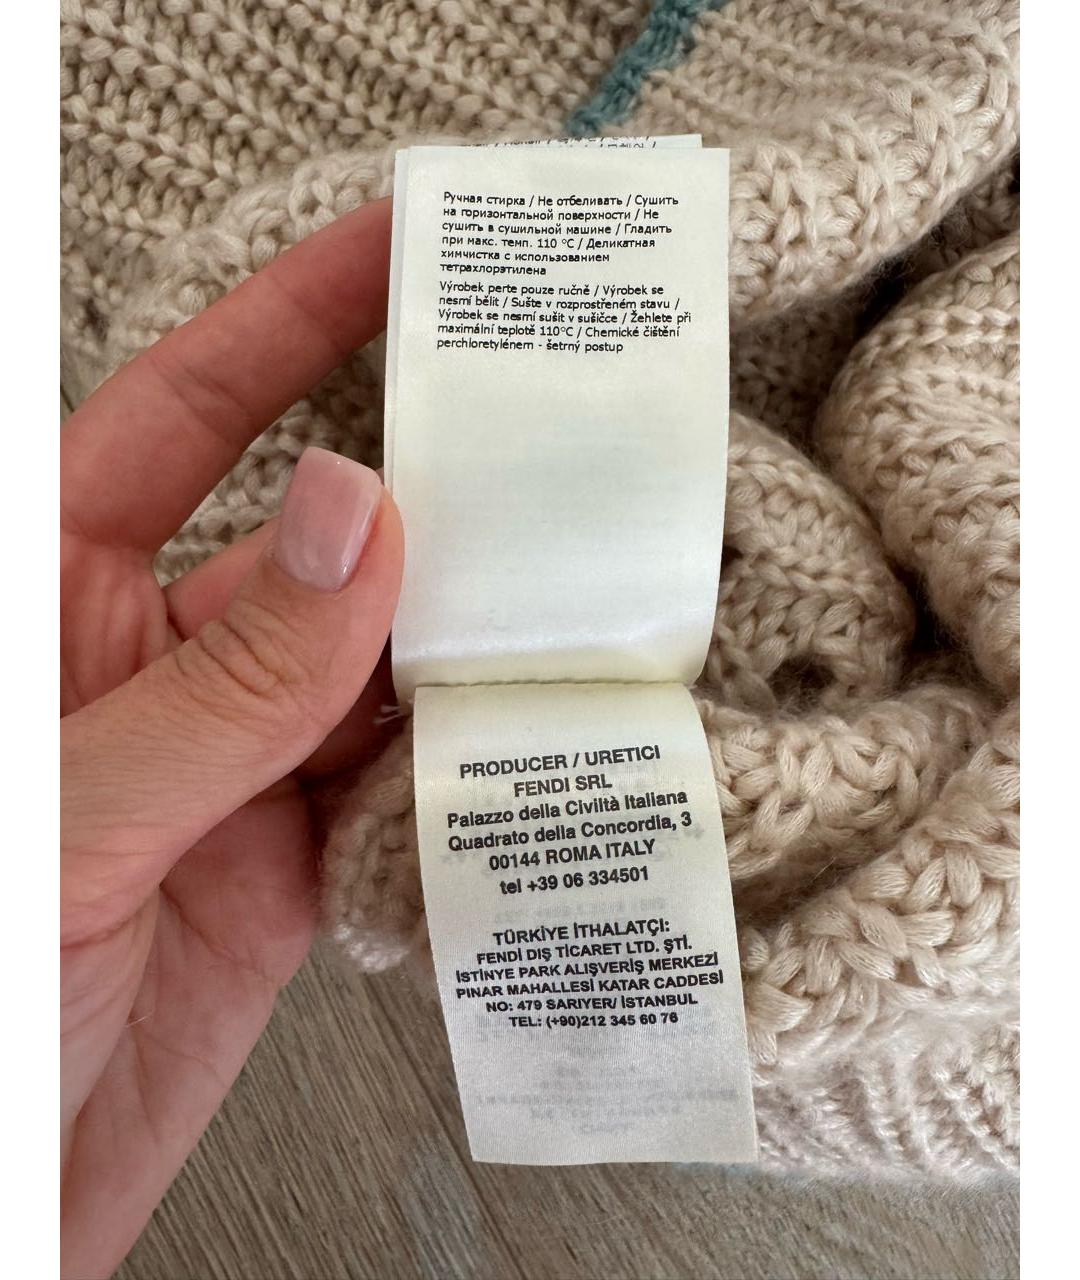 Ручная стирка / Не отбеливать / Сушить
на горизонтальной поверхности / Не
сушить в сушильной машине / Гладить
при макс. темп. 110 °C / Деликатная
химчистка с использованием
тетрахлорэтилена
Výrobek perte pouze ručně / Výrobek se
nesmí bělit / Sušte v rozprostřeném stavu /
Výrobek se nesmí sušit v sušičce / Žehlete při
maximální teplotě 110°C / Chemické čištění
perchloretylénem - šetrný postup
PRODUCER / URETICI
FENDI SRL
Palazzo della Civiltà Italiana
Quadrato della Concordia, 3
00144 ROMA ITALY
tel +39 06 334501
TÜRKİYE İTHALATÇI:
FENDİ DIŞ TİCARET LTD. ŞTİ.
İSTİNYE PARK ALIŞVERİŞ MERKEZİ
PINAR MAHALLESİ KATAR CADDESİ
NO: 479 SARIYER/ İSTANBUL
TEL: (+90)212 345 60 76